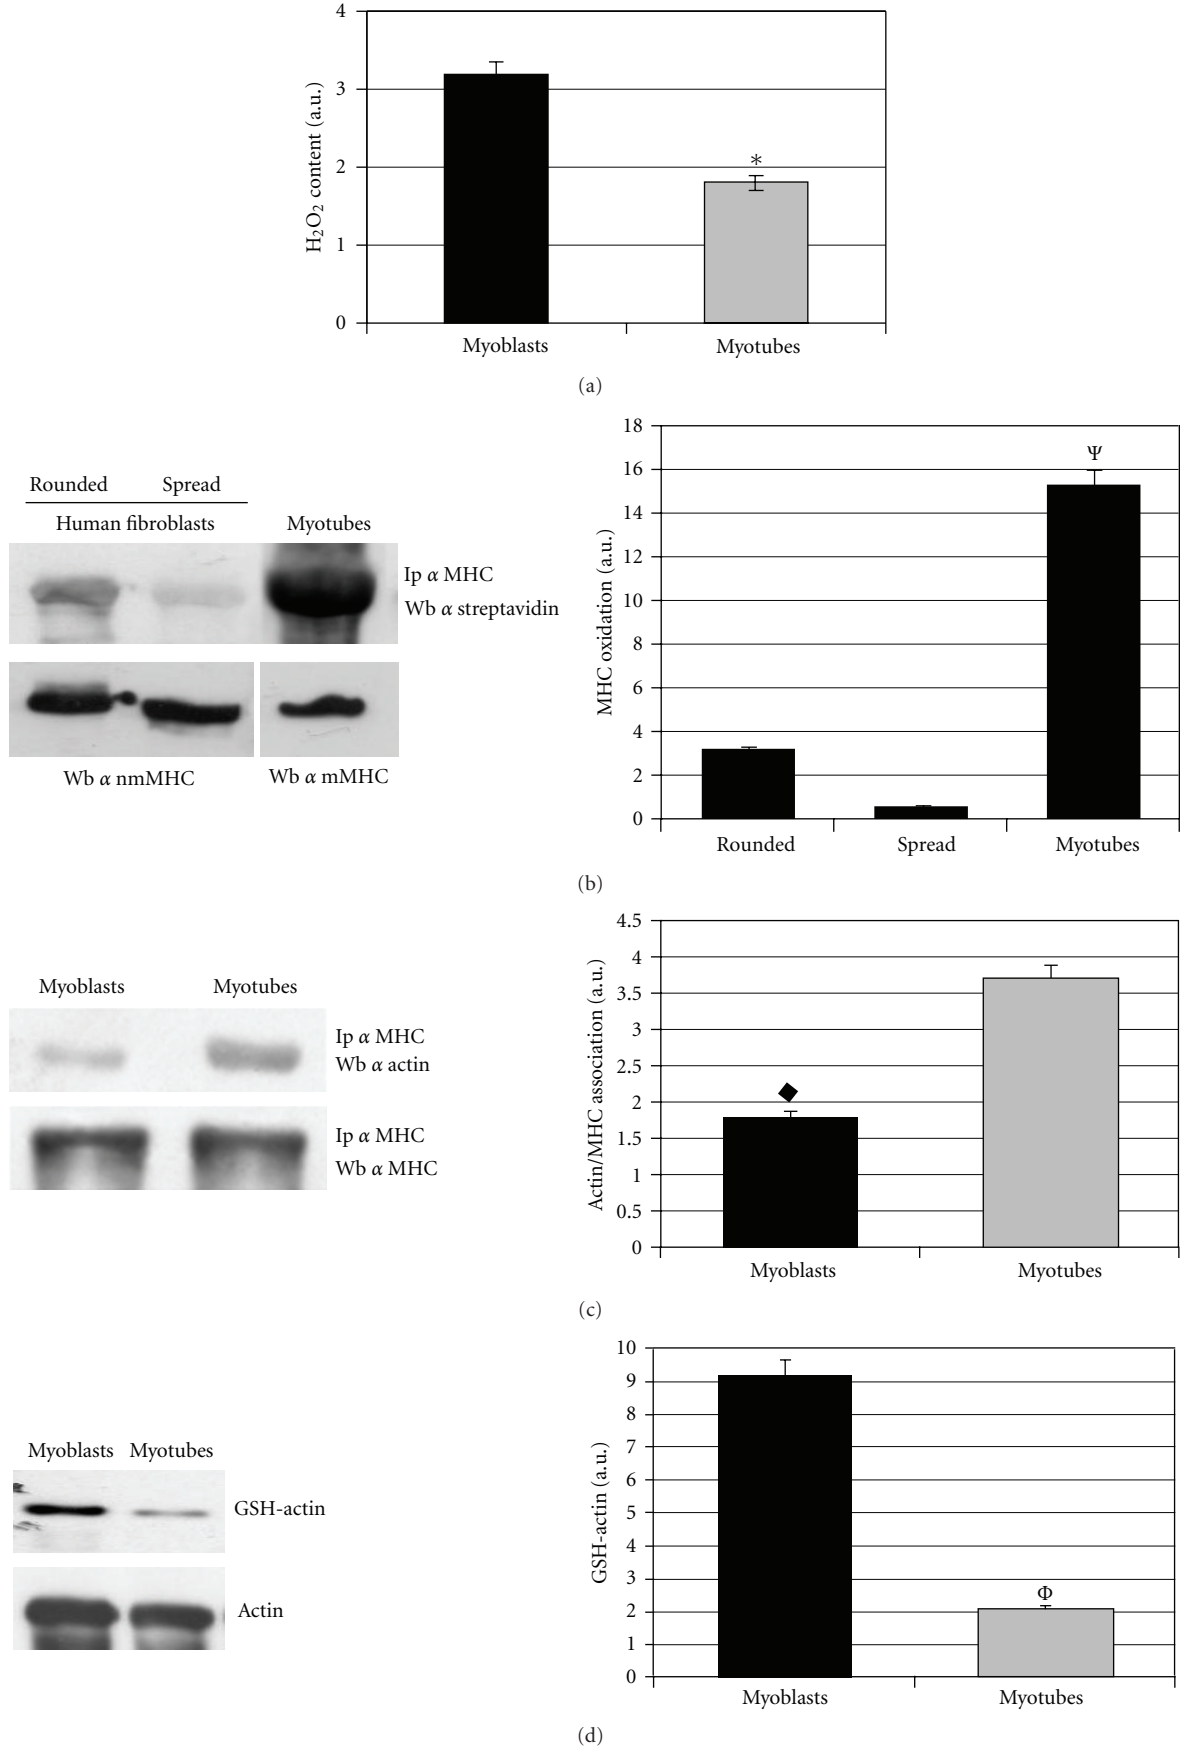 4
3
2
1
0
H₂O₂ content (a.u.)
*
Myoblasts
Myotubes
(a)
Rounded
Spread
Human fibroblasts
Myotubes
Ip α MHC
Wb α streptavidin
Wb α nmMHC
Wb α mMHC
18
16
14
12
10
8
6
4
2
0
MHC oxidation (a.u.)
Ψ
Rounded
Spread
Myotubes
(b)
Myoblasts
Myotubes
Ip α MHC
Wb α actin
Ip α MHC
Wb α MHC
4.5
4
3.5
3
2.5
2
1.5
1
0.5
0
Actin/MHC association (a.u.)
◆
Myoblasts
Myotubes
(c)
Myoblasts
Myotubes
GSH-actin
Actin
10
9
8
7
6
5
4
3
2
1
0
GSH-actin (a.u.)
Φ
Myoblasts
Myotubes
(d)